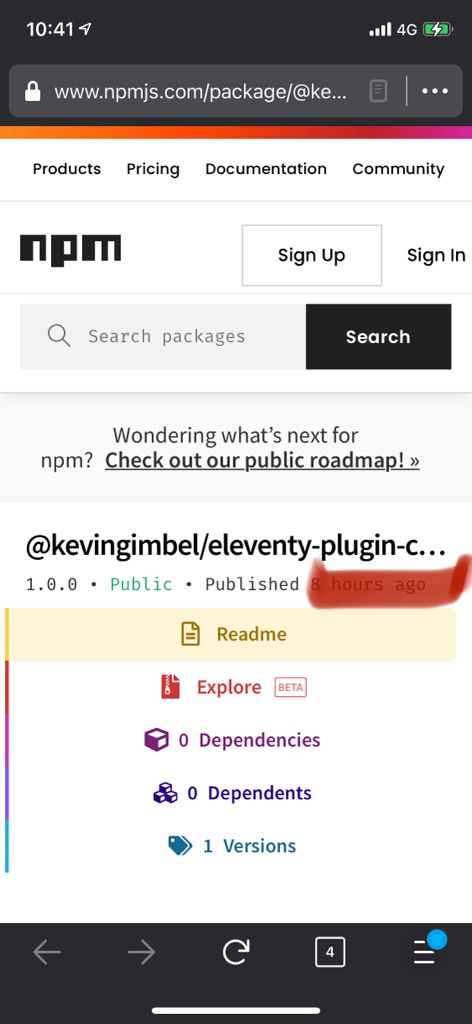 10:41
4G
www.npmjs.com/package/@ke...
Products Pricing Documentation Community
npm
Sign Up Sign In
Search packages Search
Wondering what’s next for
npm? Check out our public roadmap! »
@kevingimbel/eleventy-plugin-c...
1.0.0 • Public • Published 8 hours ago
Readme
Explore BETA
0 Dependencies
0 Dependents
1 Versions
4